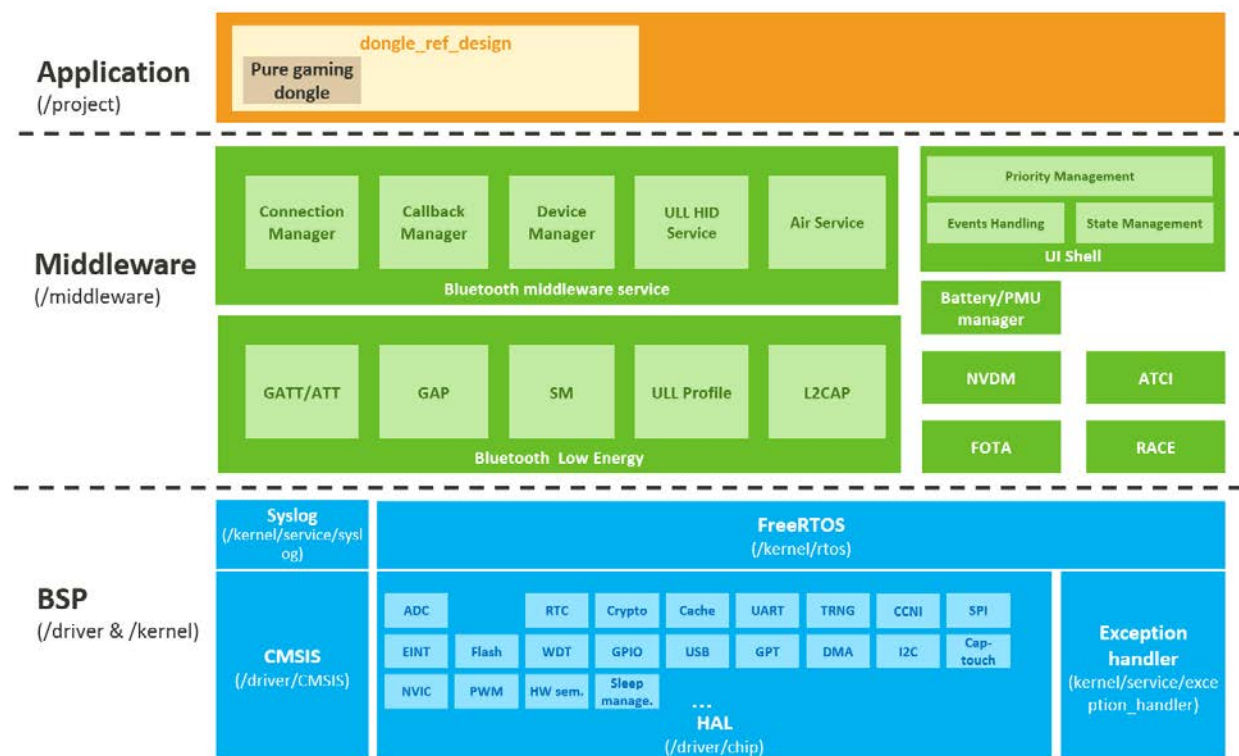 dongle_ref_design
Pure gaming
dongle
Application
(/project)
Connection
Manager
Callback
Manager
Device
Manager
ULL HID
Service
Air Service
Bluetooth middleware service
Priority Management
Events Handling
State Management
UI Shell
Middleware
(/middleware)
Battery/PMU
manager
GATT/ATT
GAP
SM
ULL Profile
L2CAP
Bluetooth  Low Energy
NVDM
ATCI
FOTA
RACE
BSP
(/driver & /kernel)
Syslog
(/kernel/service/sysl
og)
FreeRTOS
(/kernel/rtos)
CMSIS
(/driver/CMSIS)
ADC
RTC
Crypto
Cache
UART
TRNG
CCNI
SPI
EINT
Flash
WDT
GPIO
USB
GPT
DMA
I2C
Cap-
touch
NVIC
PWM
HW sem.
Sleep
manage.
...
HAL
(/driver/chip)
Exception
handler
(kernel/service/exce
ption_handler)